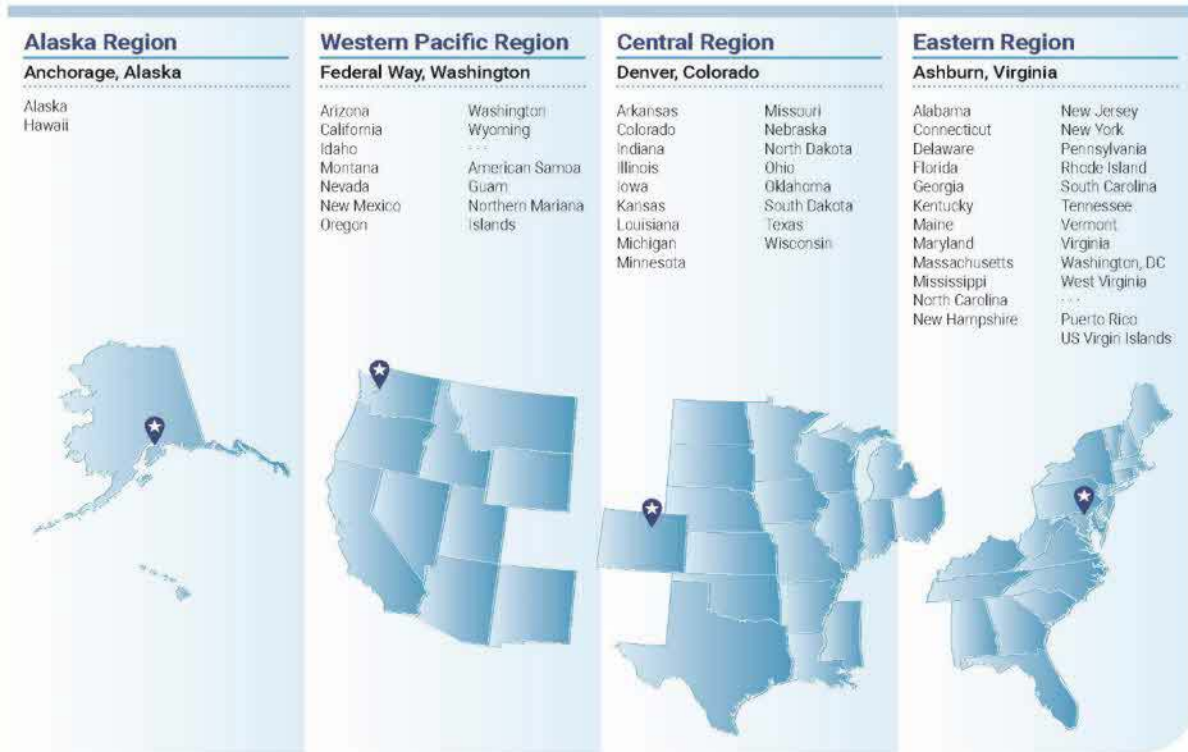 Alaska Region
Anchorage, Alaska
Alaska
Hawaii
Western Pacific Region
Federal Way, Washington
Arizona
California
Idaho
Montana
Nevada
New Mexico
Oregon
Washington
Wyoming
- - -
American Samoa
Guam
Northern Mariana
Islands
Central Region
Denver, Colorado
Arkansas
Colorado
Indiana
Illinois
Iowa
Kansas
Louisiana
Michigan
Minnesota
Missouri
Nebraska
North Dakota
Ohio
Oklahoma
South Dakota
Texas
Wisconsin
Eastern Region
Ashburn, Virginia
Alabama
Connecticut
Delaware
Florida
Georgia
Kentucky
Maine
Maryland
Massachusetts
Mississippi
North Carolina
New Hampshire
New Jersey
New York
Pennsylvania
Rhode Island
South Carolina
Tennessee
Vermont
Virginia
Washington, DC
West Virginia
- - -
Puerto Rico
US Virgin Islands